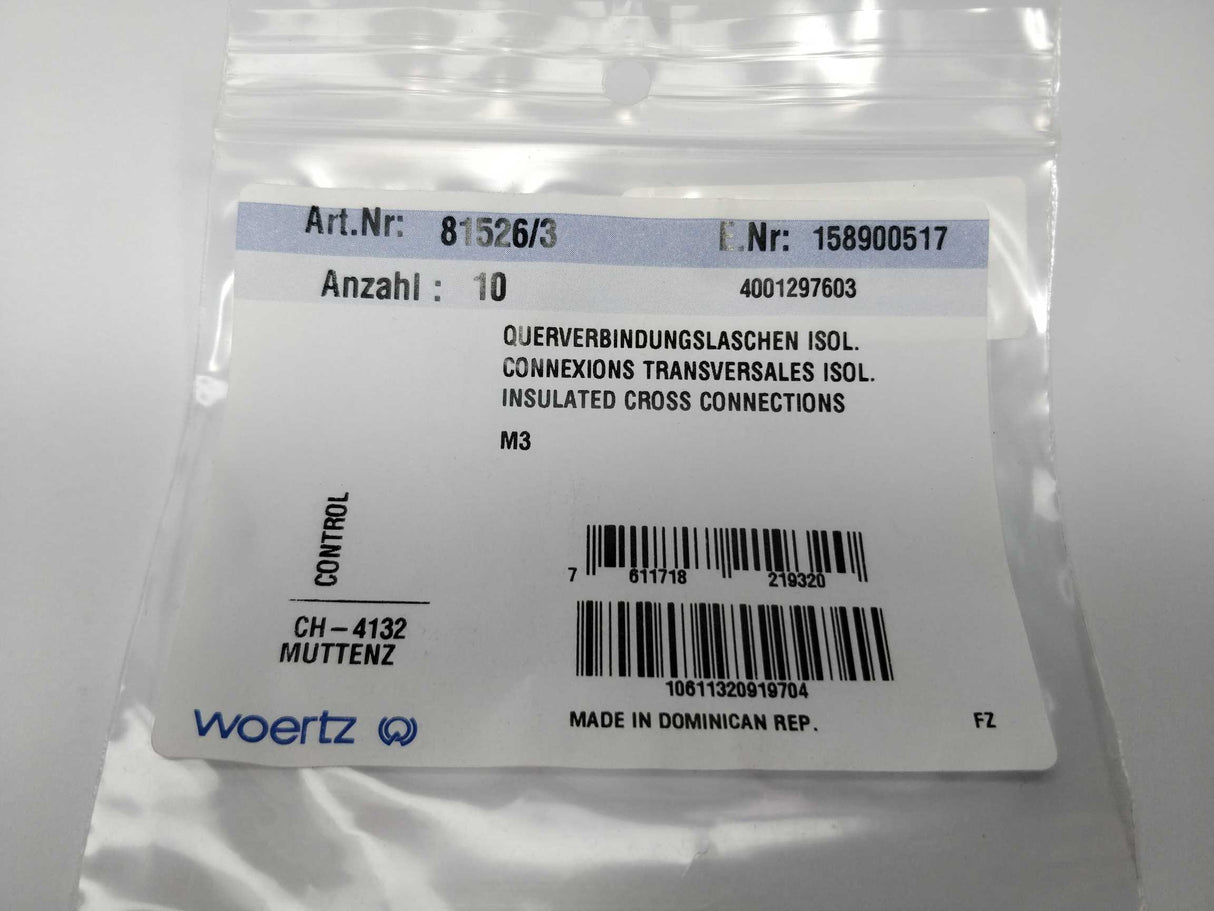 Art.Nr: 81526/3 E.Nr: 158900517
Anzahl : 10 4001297603
QUERVERBINDUNGSLASCHEN ISOL.
CONNEXIONS TRANSVERSALES ISOL.
INSULATED CROSS CONNECTIONS
M3
CONTROL
7 611718 219320
CH-4132
MUTTENZ
10611320919704
woertz
MADE IN DOMINICAN REP. FZ